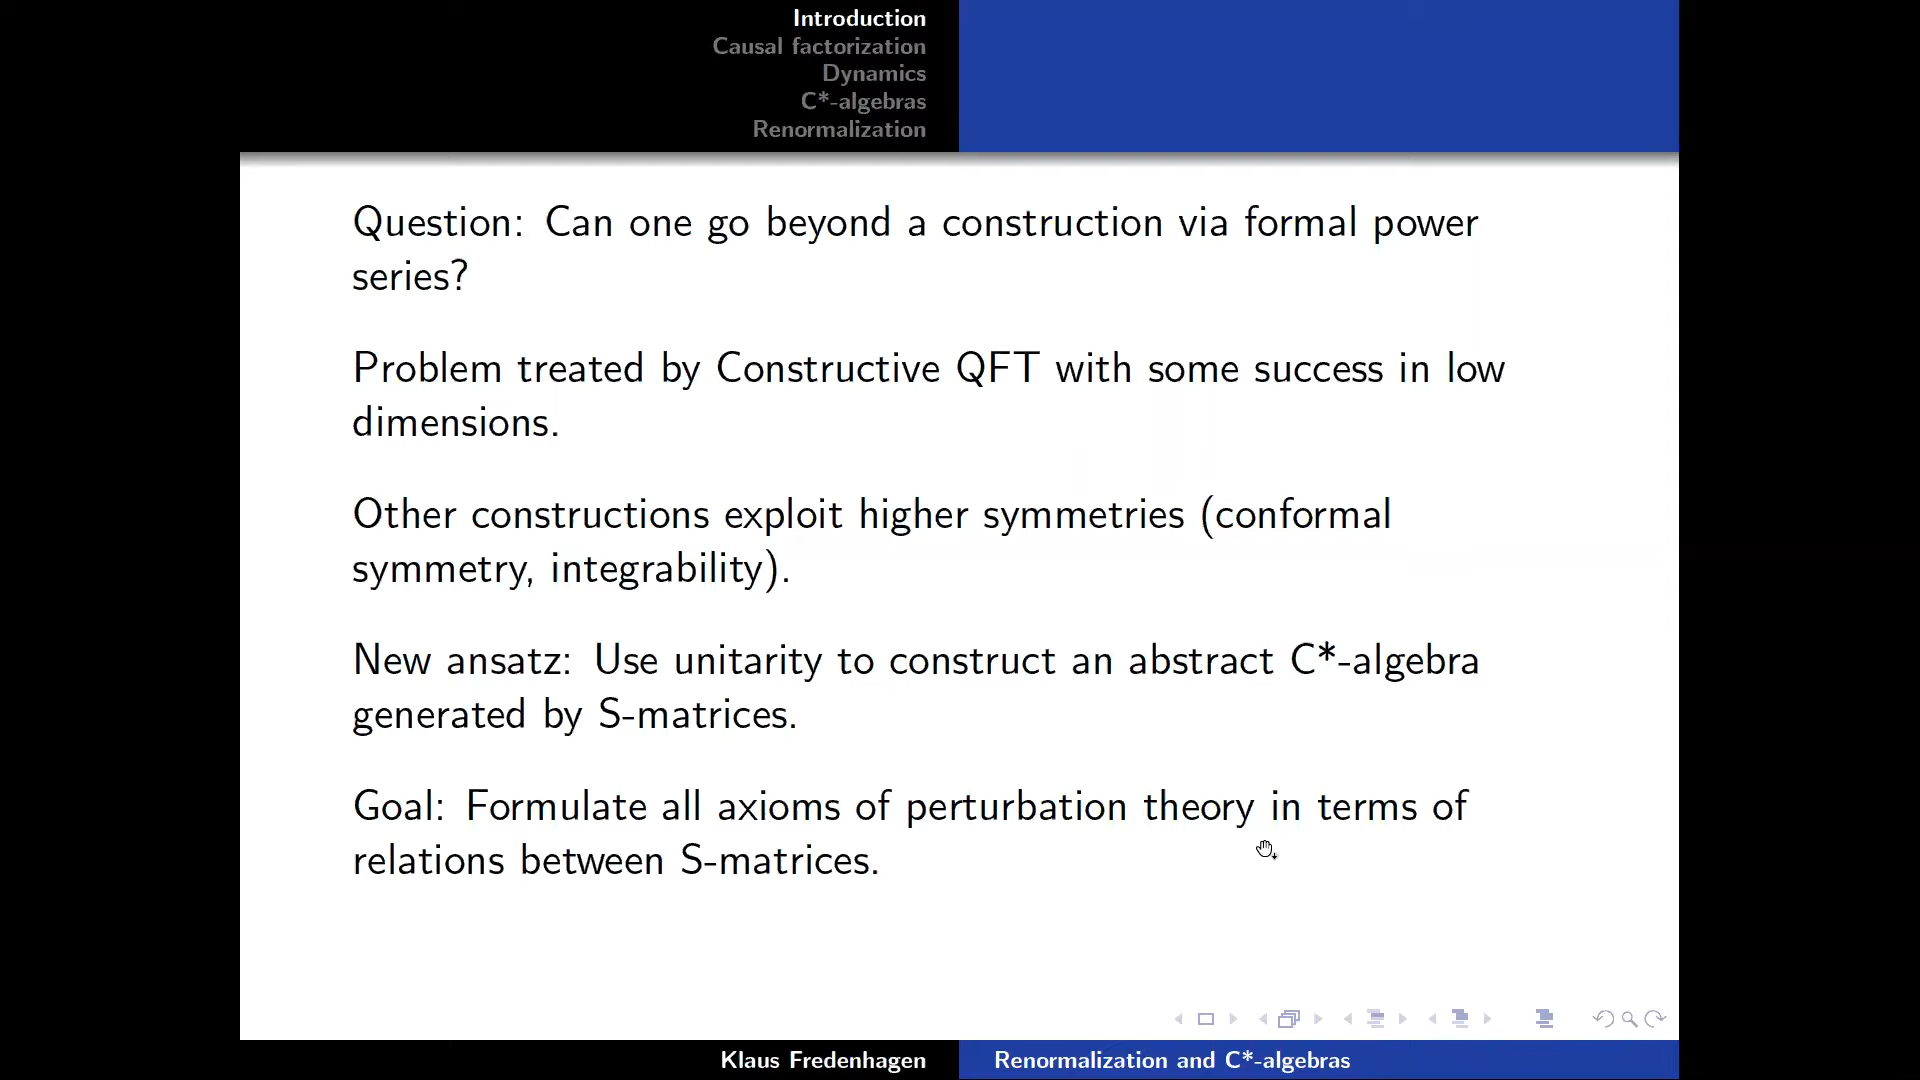 Introduction
Causal factorization
Dynamics
C*-algebras
Renormalization
Question: Can one go beyond a construction via formal power
series?
Problem treated by Constructive QFT with some success in low
dimensions.
Other constructions exploit higher symmetries (conformal
symmetry, integrability).
New ansatz: Use unitarity to construct an abstract C*-algebra
generated by S-matrices.
Goal: Formulate all axioms of perturbation theory in terms of
relations between S-matrices.
Klaus Fredenhagen
Renormalization and C*-algebras